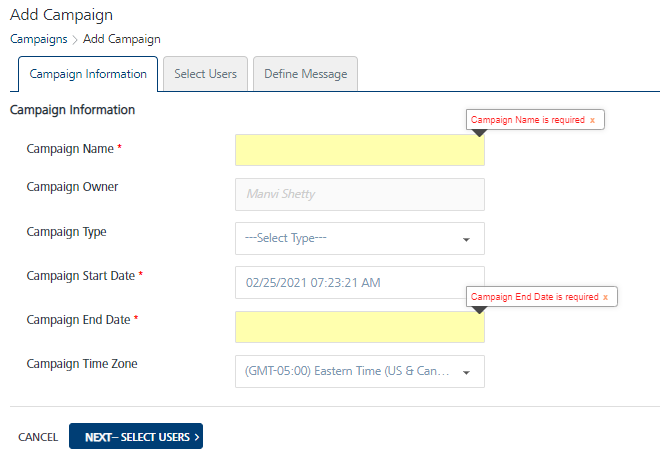 Add Campaign
Campaigns > Add Campaign
Campaign Information Select Users Define Message
Campaign Information
Campaign Name is required x
Campaign Name *
Campaign Owner Manvi Shetty
Campaign Type ---Select Type---
Campaign Start Date * 02/25/2021 07:23:21 AM
Campaign End Date is required x
Campaign End Date *
Campaign Time Zone (GMT-05:00) Eastern Time (US & Can...
CANCEL NEXT– SELECT USERS >